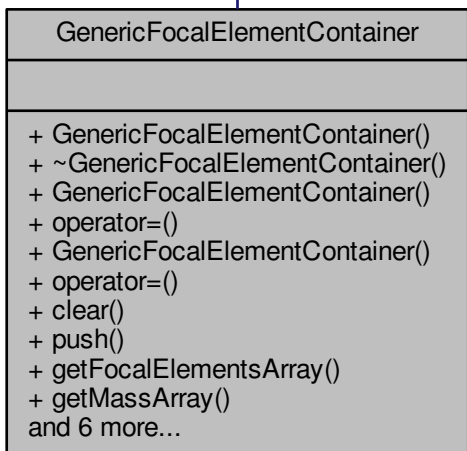 GenericFocalElementContainer
+ GenericFocalElementContainer()
+ ~GenericFocalElementContainer()
+ GenericFocalElementContainer()
+ operator=()
+ GenericFocalElementContainer()
+ operator=()
+ clear()
+ push()
+ getFocalElementsArray()
+ getMassArray()
and 6 more...